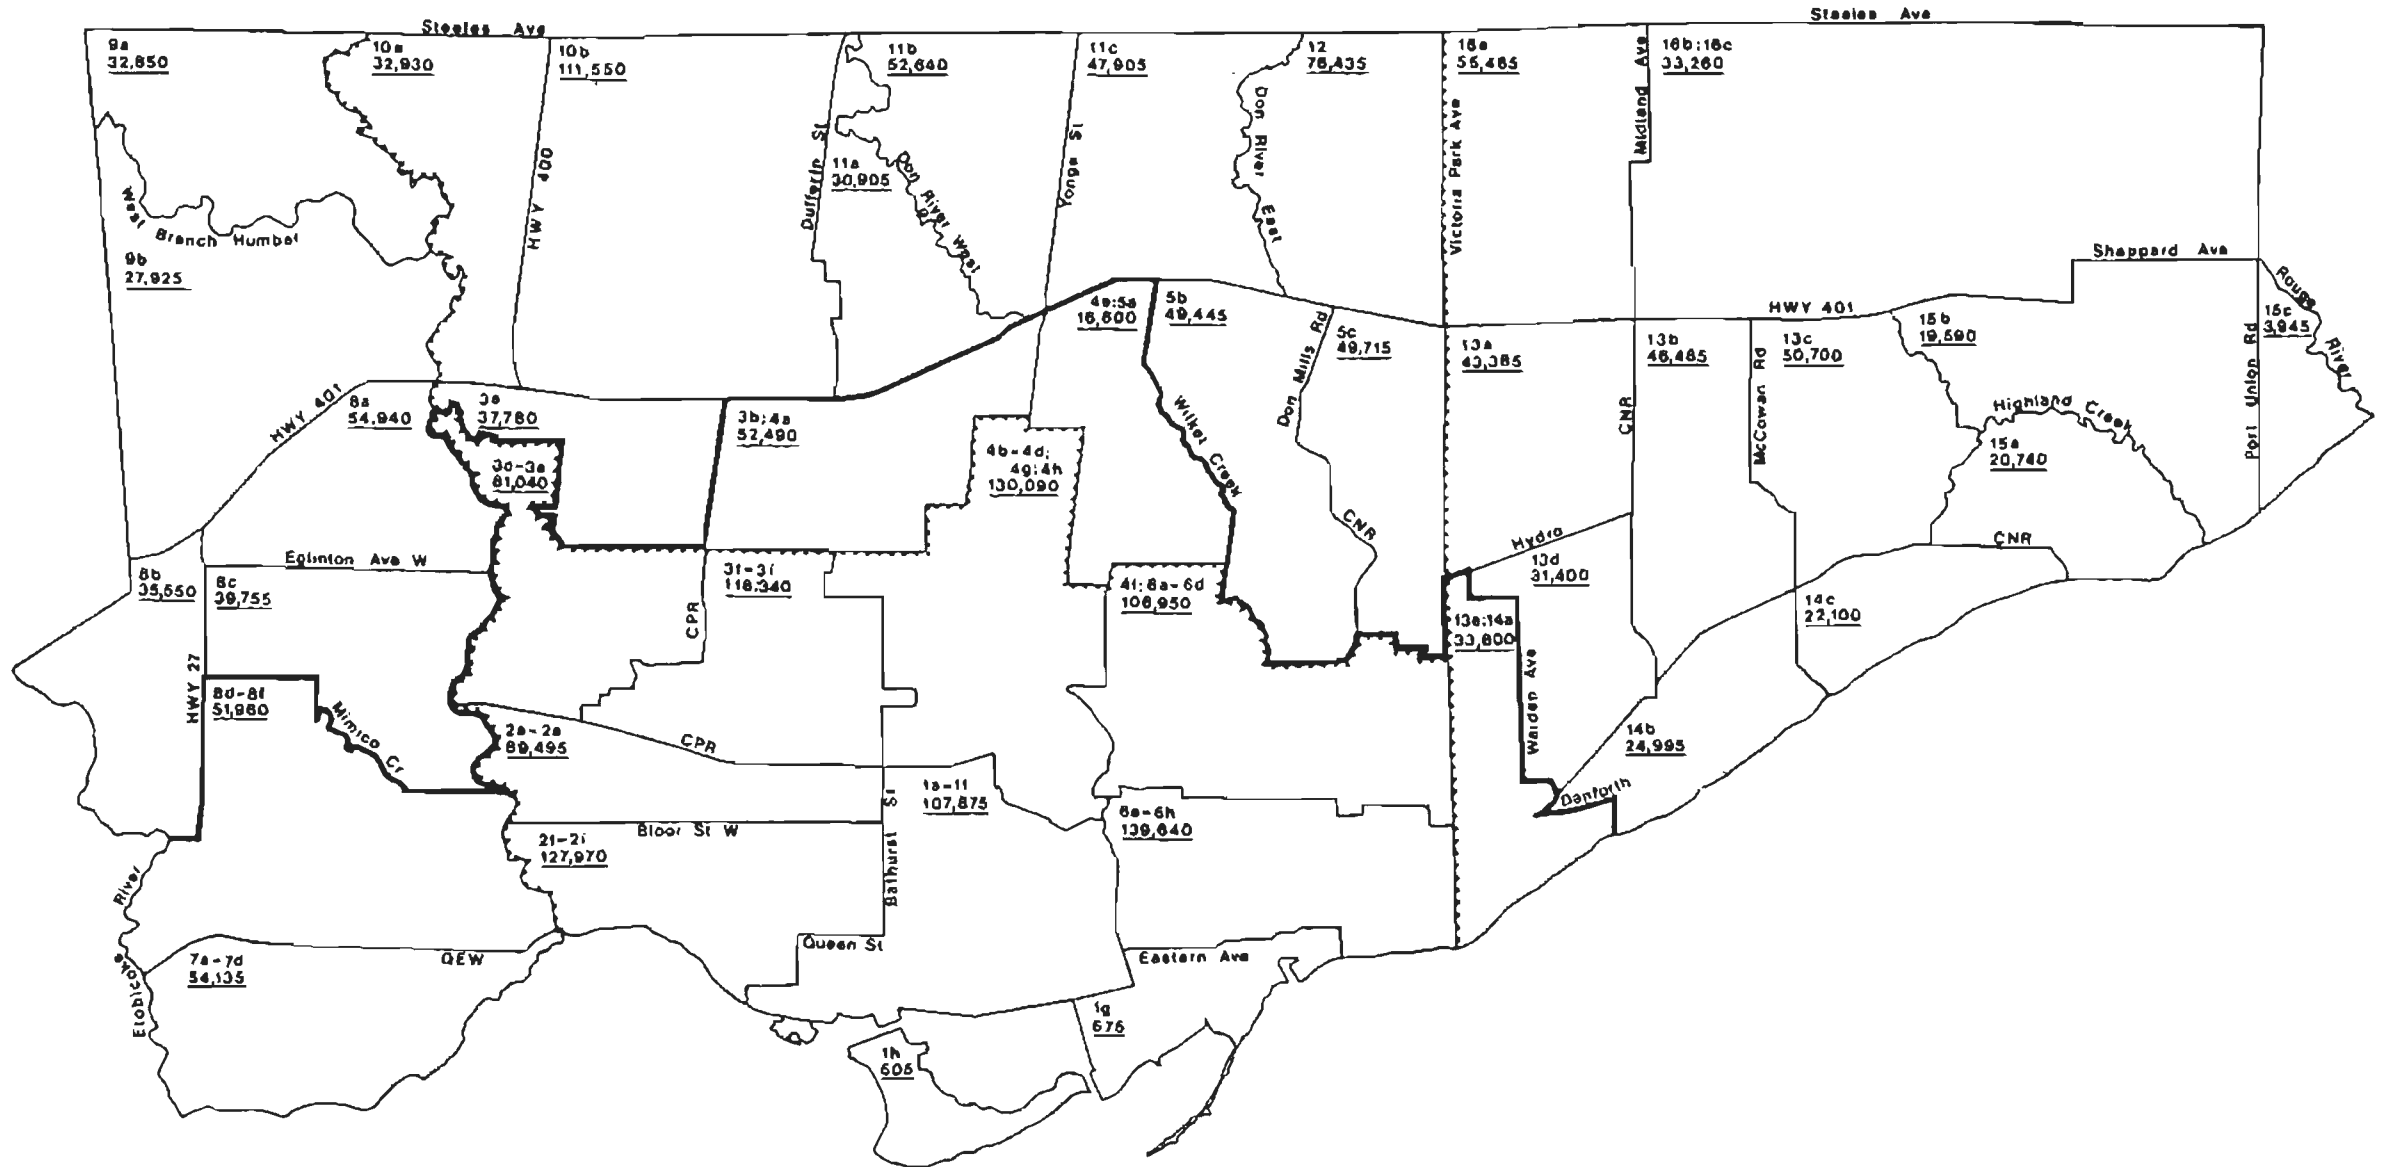 Steeles Ave
Steeles Ave
9a
32,850
10a
32,930
10b
111,550
11b
52,640
11c
47,905
12
76,435
16a
55,465
16b;16c
33,260
Midland Ave
HWY 400
Dufferin St
11a
30,905
Don River West
Yonge St
Don River East
Victoria Park Ave
West Branch Humber
9b
27,925
Sheppard Ave
Rouge River
HWY 401
HWY 401
8a
54,940
37,780
3b;4a
52,490
4e;5a
16,600
5b
49,445
5c
49,715
Don Mills Rd
13a
43,385
13b
46,485
13c
50,700
15b
19,590
15c
3,945
Port Union Rd
McCowan Rd
CNR
Highland Creek
15a
20,740
Wilket Creek
3d-3e
81,040
4b-4d;
4g;4h
130,090
CNR
Hydro
CNR
Eglinton Ave W
8b
35,550
8c
39,755
3f-3i
118,340
CPR
4f;6a-6d
106,950
13d
31,400
13e;14a
33,800
14c
22,100
HWY 27
8d-8f
51,960
Mimico Cr
2a-2e
89,495
CPR
Warden Ave
14b
24,995
Danforth
1a-1f
107,875
6e-6h
139,640
Bloor St W
2f-2i
127,970
Bathurst St
Etobicoke River
Queen St
QEW
7a-7d
54,135
Eastern Ave
1g
675
1h
605